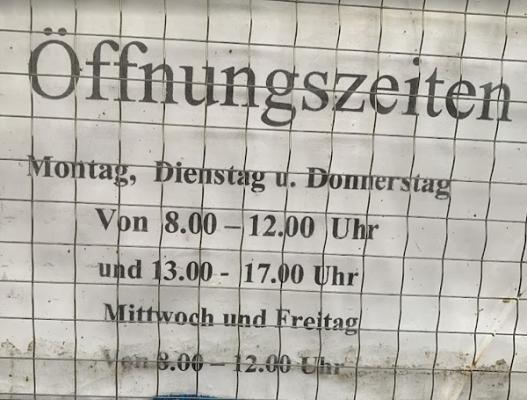 Öffnungszeiten
Montag, Dienstag u. Donnerstag
Von 8.00 – 12.00 Uhr
und 13.00 - 17.00 Uhr
Mittwoch und Freitag
Von 8.00 – 12.00 Uhr